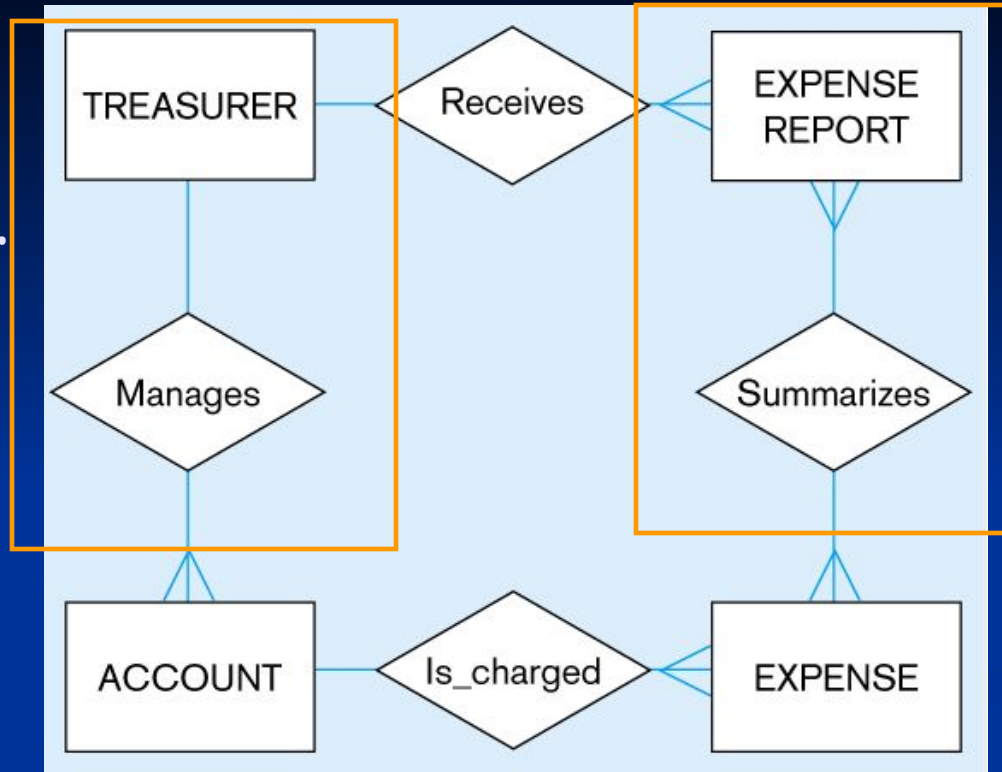 TREASURER
Receives
EXPENSE
REPORT
Manages
Summarizes
ACCOUNT
Is_charged
EXPENSE